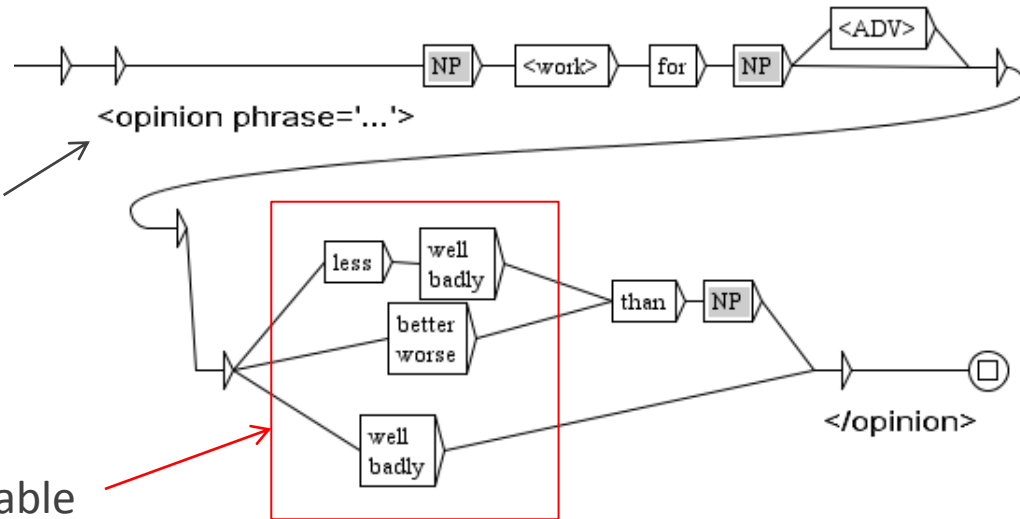 <ADV>
NP <work> for NP
<opinion phrase='...'>
less well
badly
better
worse
than NP
well
badly
</opinion>
able